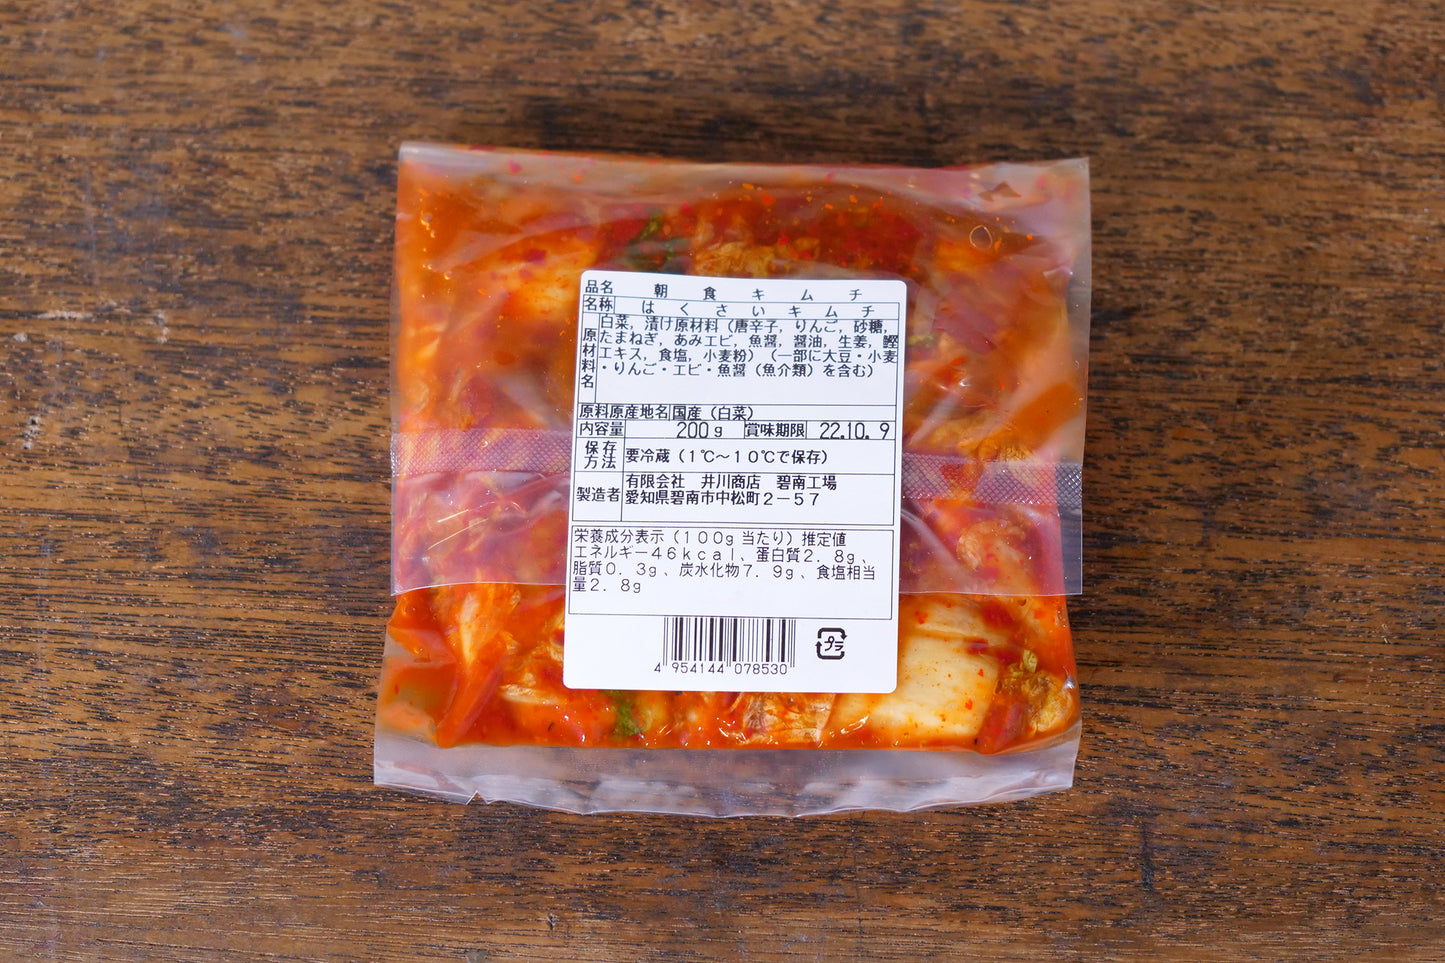 品名 朝食キムチ
名称 はくさいキムチ
原材料名 白菜，漬け原材料（唐辛子，りんご，砂糖，
たまねぎ，あみエビ，魚醤，醤油，生姜，鰹
エキス，食塩，小麦粉）（一部に大豆・小麦
・りんご・エビ・魚醤（魚介類）を含む）
原料原産地名 国産（白菜）
内容量 200g 賞味期限 22.10. 9
保存方法 要冷蔵（1℃～10℃で保存）
製造者 有限会社 井川商店 碧南工場
愛知県碧南市中松町2－57
栄養成分表示（100g当たり）推定値
エネルギー46kcal、蛋白質2．8g、
脂質0．3g、炭水化物7．9g、食塩相当
量2．8g
4 954144 078530
プラ